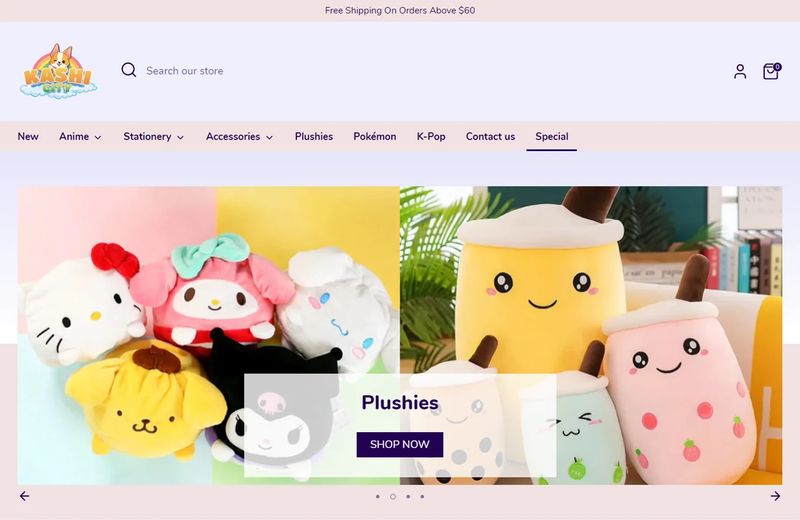 Free Shipping On Orders Above $60
KASHI
CITY
Search our store
0
New Anime Stationery Accessories Plushies Pokémon K-Pop Contact us Special
Plushies
SHOP NOW